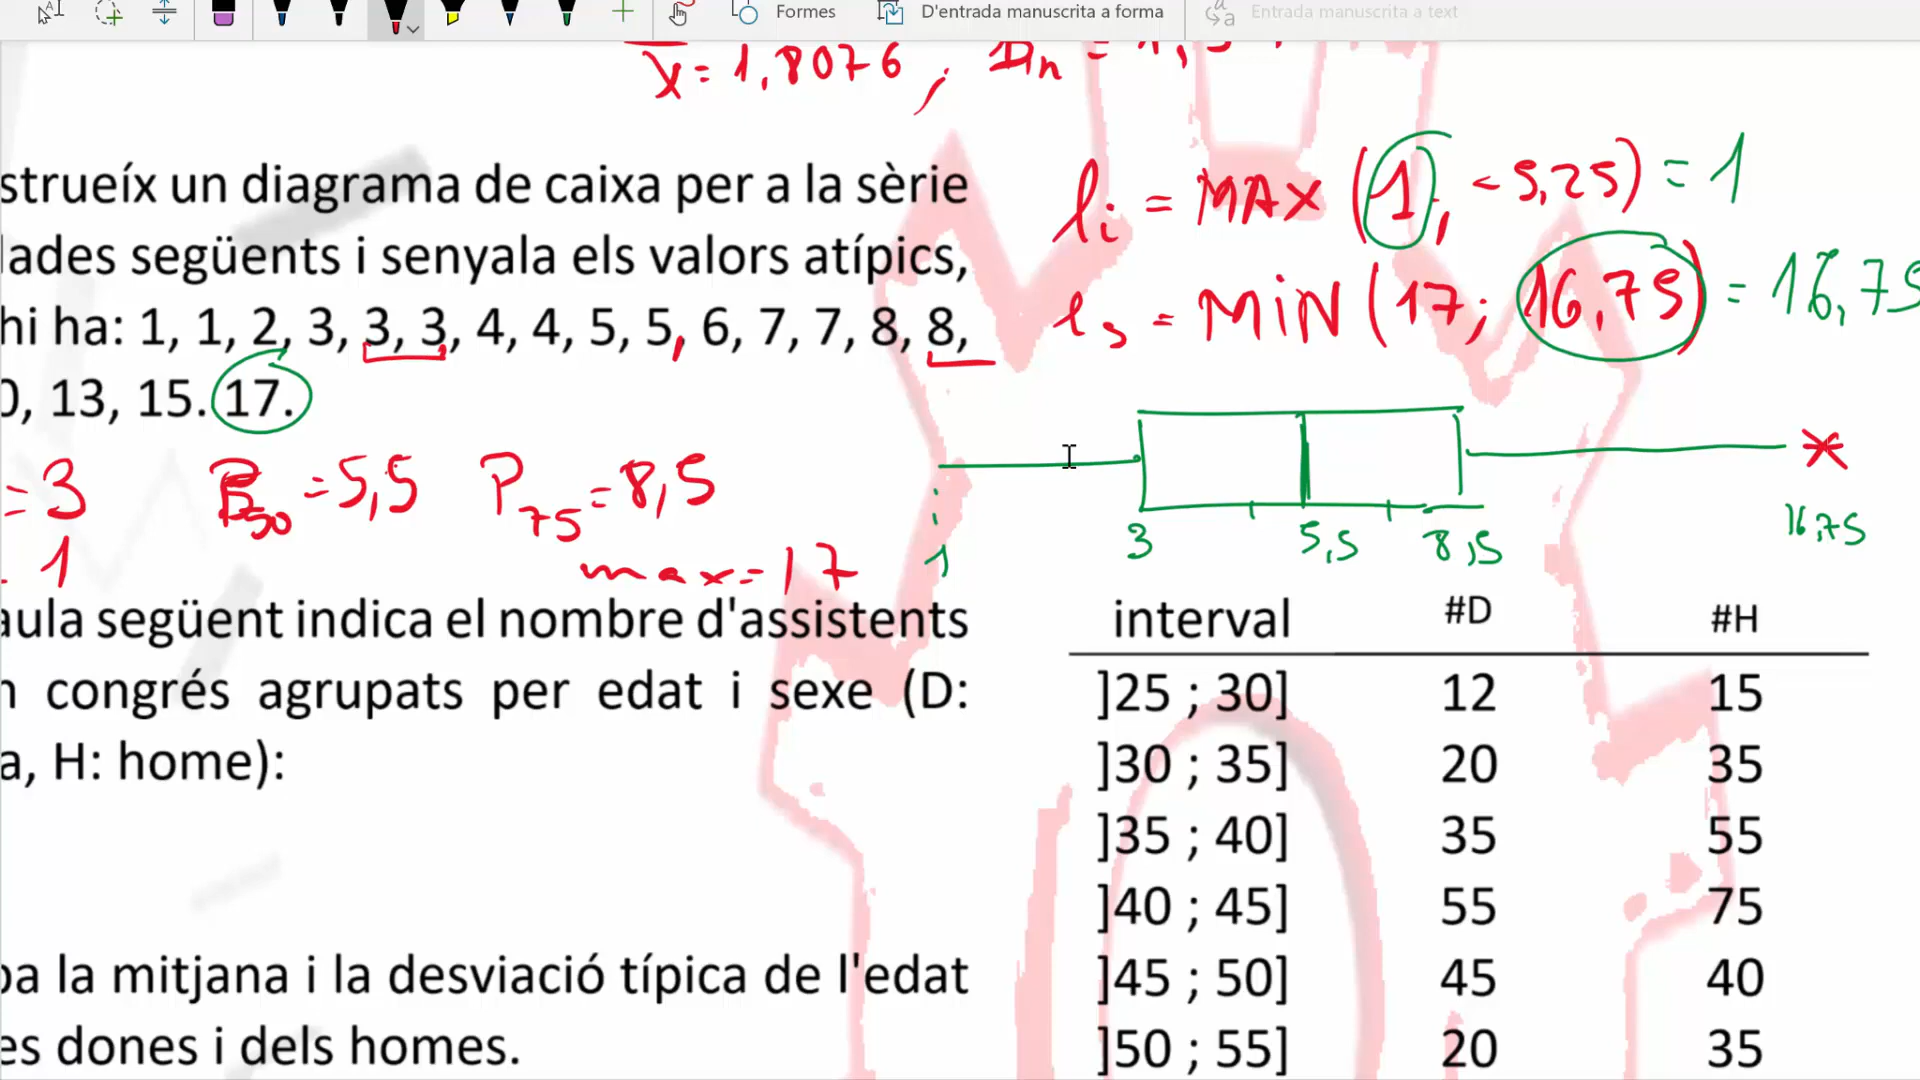 Formes D'entrada manuscrita a forma Entrada manuscrita a text
x̄ = 1,8076 ;
strueíx un diagrama de caixa per a la sèrie
lades següents i senyala els valors atípics,
hi ha: 1, 1, 2, 3, 3, 3, 4, 4, 5, 5, 6, 7, 7, 8, 8,
0, 13, 15. 17.
li = MAX (1, -5,25) = 1
ls = MiN (17; 16,75) = 16,75
= 3 P50 = 5,5 P75 = 8,5
1 max = 17
1 3 5,5 8,5 16,75
aula següent indica el nombre d'assistents
n congrés agrupats per edat i sexe (D:
a, H: home):
interval #D #H
]25 ; 30] 12 15
]30 ; 35] 20 35
]35 ; 40] 35 55
]40 ; 45] 55 75
]45 ; 50] 45 40
]50 ; 55] 20 35
ba la mitjana i la desviació típica de l'edat
es dones i dels homes.